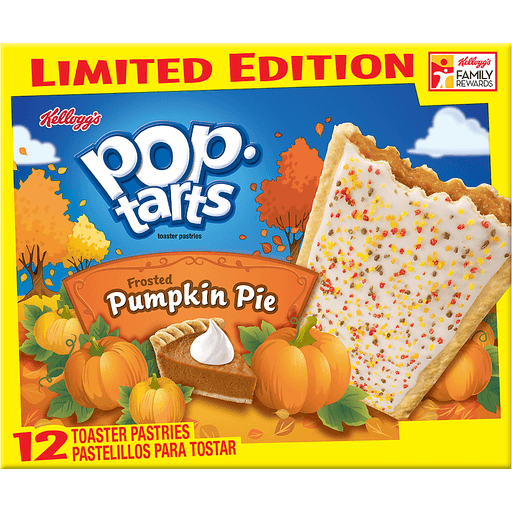 LIMITED EDITION
Kellogg's
FAMILY
REWARDS
Kellogg's
pop.
tarts
toaster pastries
Frosted
Pumpkin Pie
12 TOASTER PASTRIES
PASTELILLOS PARA TOSTAR